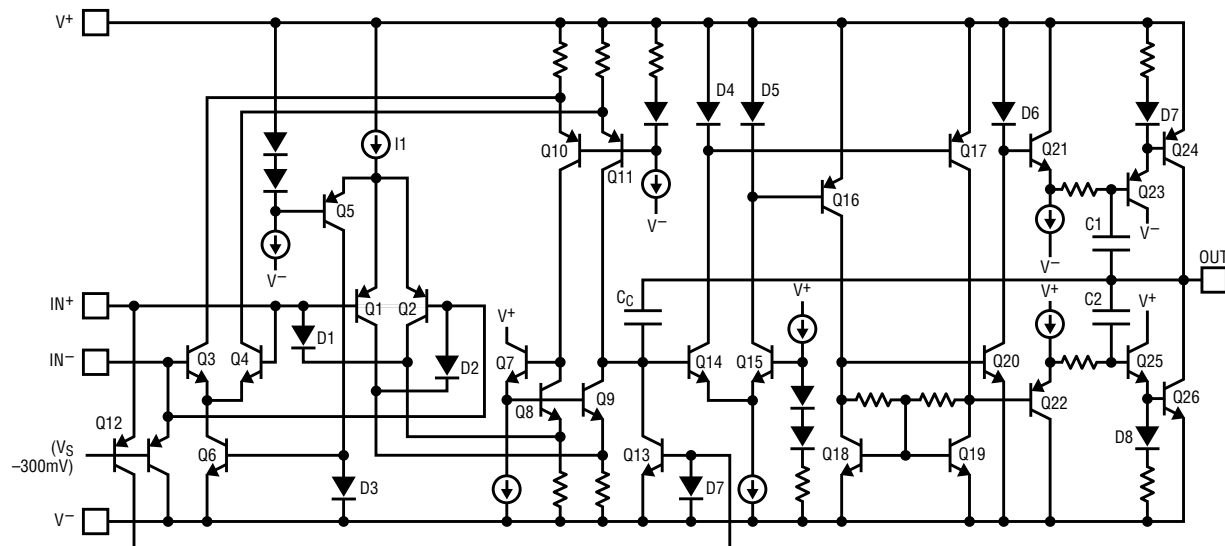 V+
D4
D5
D6
D7
I1
Q10
Q11
Q17
Q21
Q24
Q5
Q16
Q23
V−
V−
V−
V−
C1
OUT
IN+
Q1
Q2
CC
V+
V+
C2
V+
D1
V+
IN−
Q3
Q4
D2
Q7
Q14
Q15
Q20
Q25
Q8
Q9
Q22
Q26
Q12
(VS
−300mV)
Q6
Q13
Q18
Q19
D8
D3
D7
V−